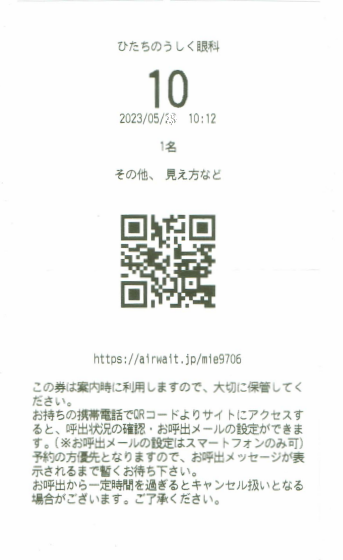 ひたちのうしく眼科
10
2023/05/28 10:12
1名
その他、 見え方など
https://airwait.jp/mie9706
この券は案内時に利用しますので、大切に保管してく
ださい。
お持ちの携帯電話でQRコードよりサイトにアクセスす
ると、呼出状況の確認・お呼出メールの設定ができま
す。(※お呼出メールの設定はスマートフォンのみ可)
予約の方優先となりますので、お呼出メッセージが表
示されるまで暫くお待ち下さい。
お呼出から一定時間を過ぎるとキャンセル扱いとなる
場合がございます。ご了承ください。